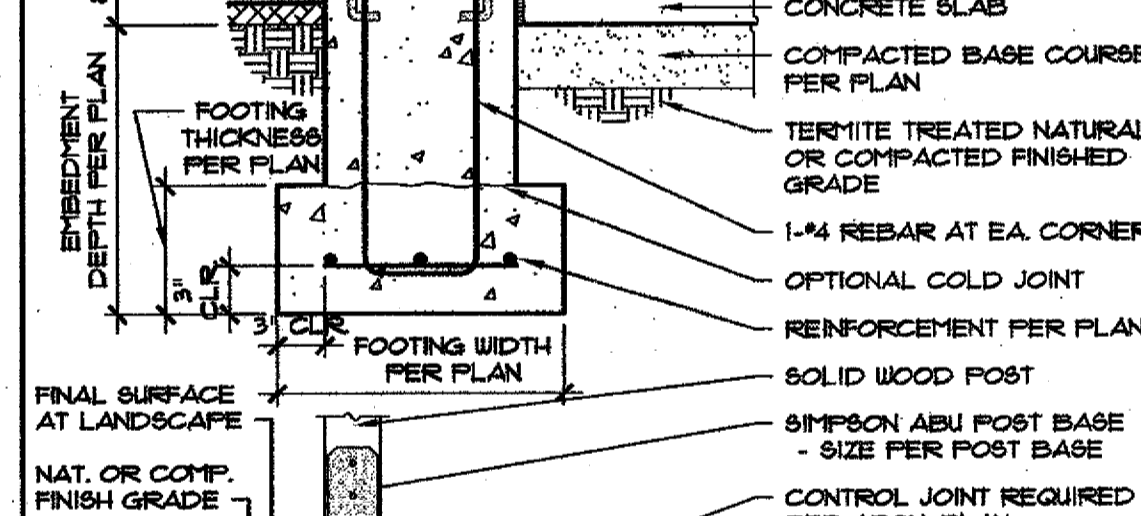 CONCRETE SLAB
COMPACTED BASE COURSE
PER PLAN
EMBEDMENT
DEPTH PER PLAN
FOOTING
THICKNESS
PER PLAN
TERMITE TREATED NATURAL
OR COMPACTED FINISHED
GRADE
1-#4 REBAR AT EA. CORNER
OPTIONAL COLD JOINT
3"
CLR.
3" CLR.
REINFORCEMENT PER PLAN
FOOTING WIDTH
PER PLAN
SOLID WOOD POST
FINAL SURFACE
AT LANDSCAPE
SIMPSON ABU POST BASE
- SIZE PER POST BASE
NAT. OR COMP.
FINISH GRADE
CONTROL JOINT REQUIRED